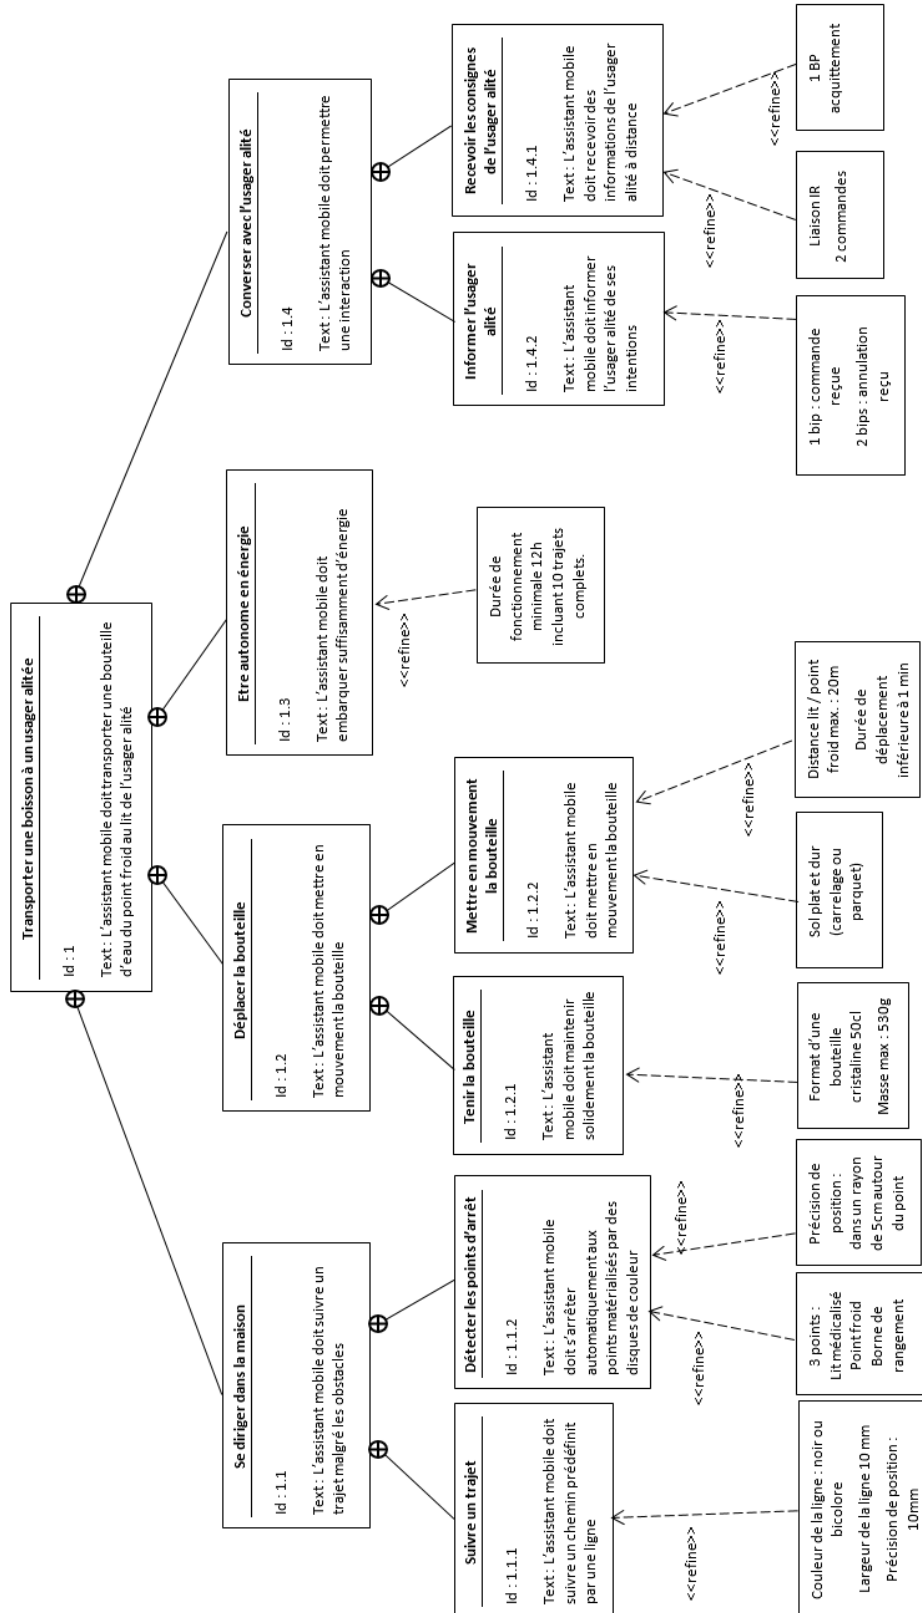 Transporter une boisson à un usager alitée
Id : 1
Text : L'assistant mobile doit transporter une bouteille
d'eau du point froid au lit de l'usager alité
Se diriger dans la maison
Id : 1.1
Text : L'assistant mobile doit suivre un
trajet malgré les obstacles
Déplacer la bouteille
Id : 1.2
Text : L'assistant mobile doit mettre en
mouvement la bouteille
Etre autonome en énergie
Id : 1.3
Text : L'assistant mobile doit
embarquer suffisamment d'énergie
Converser avec l'usager alité
Id : 1.4
Text : L'assistant mobile doit permettre
une interaction
Suivre un trajet
Id : 1.1.1
Text : L'assistant mobile doit
suivre un chemin prédéfinit
par une ligne
Détecter les points d'arrêt
Id : 1.1.2
Text : L'assistant mobile
doit s'arrêter
automatiquement aux
points matérialisés par des
disques de couleur
Tenir la bouteille
Id : 1.2.1
Text : L'assistant
mobile doit maintenir
solidement la bouteille
Mettre en mouvement
la bouteille
Id : 1.2.2
Text : L'assistant mobile
doit mettre en
mouvement la bouteille
<<refine>>
Durée de
fonctionnement
minimale 12h
incluant 10 trajets
complets.
Informer l'usager
alité
Id : 1.4.2
Text : L'assistant
mobile doit informer
l'usager alité de ses
intentions
Recevoir les consignes
de l'usager alité
Id : 1.4.1
Text : L'assistant mobile
doit recevoir des
informations de l'usager
alité à distance
<<refine>>
<<refine>>
<<refine>>
<<refine>>
<<refine>>
<<refine>>
<<refine>>
<<refine>>
<<refine>>
Couleur de la ligne : noir ou
bicolore
Largeur de la ligne 10 mm
Précision de position :
10mm
3 points :
Lit médicalisé
Point froid
Borne de
rangement
Précision de
position :
dans un rayon
de 5cm autour
du point
Format d'une
bouteille
cristaline 50cl
Masse max : 530g
Sol plat et dur
(carrelage ou
parquet)
Distance lit / point
froid max. : 20m
Durée de
déplacement
inférieure à 1 min
1 bip : commande
reçue
2 bips : annulation
reçu
Liaison IR
2 commandes
1 BP
acquittement